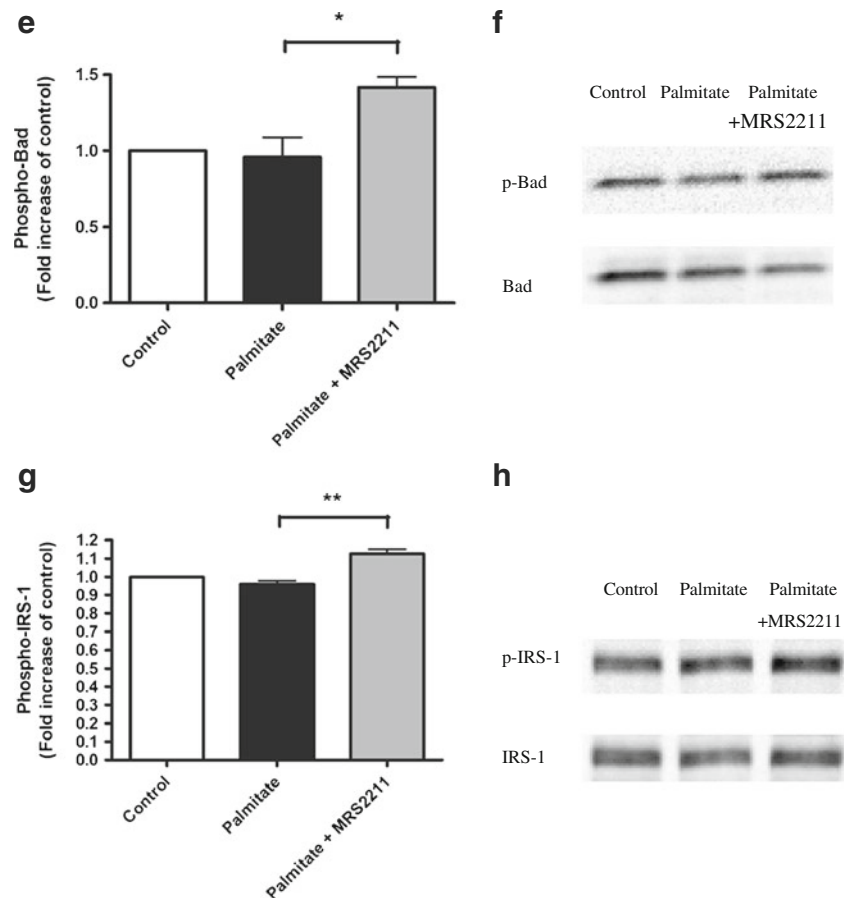 e
*
Phospho-Bad
(Fold increase of control)
1.5
1.0
0.5
0.0
Control
Palmitate
Palmitate + MRS2211
f
Control Palmitate Palmitate
+MRS2211
p-Bad
Bad
g
**
Phospho-IRS-1
(Fold increase of control)
1.2
1.1
1.0
0.9
0.8
0.7
0.6
0.5
0.4
0.3
0.2
0.1
0.0
Control
Palmitate
Palmitate + MRS2211
h
Control Palmitate Palmitate
+MRS2211
p-IRS-1
IRS-1